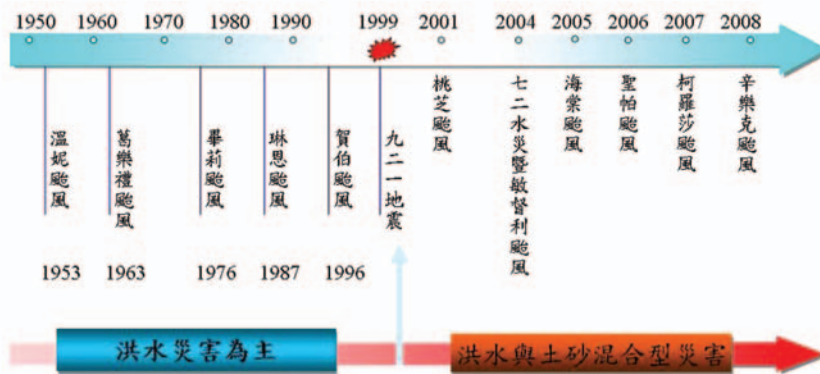 1950 1960 1970 1980 1990 1999 2001 2004 2005 2006 2007 2008
溫妮颱風
葛樂禮颱風
畢莉颱風
琳恩颱風
賀伯颱風
九二一地震
桃芝颱風
七二水災暨敏督利颱風
海棠颱風
聖帕颱風
柯羅莎颱風
辛樂克颱風
1953 1963 1976 1987 1996
洪水災害為主
洪水與土砂混合型災害